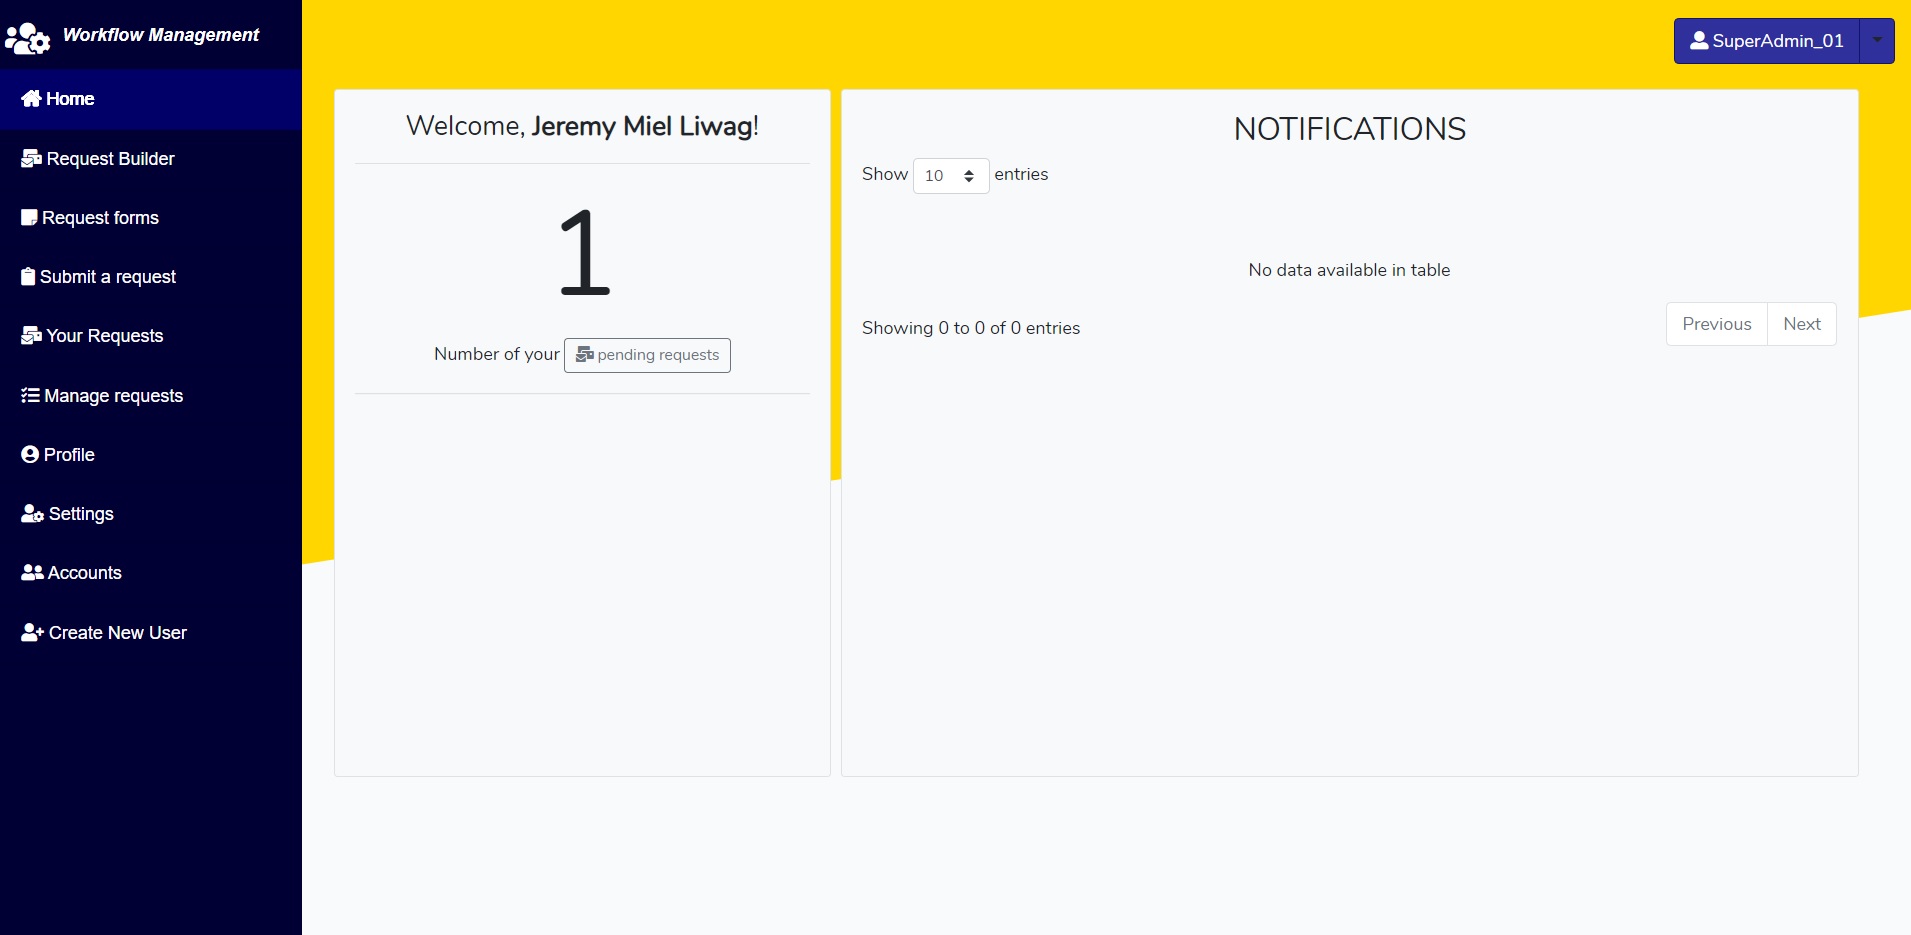 Workflow Management
SuperAdmin_01
Home
Request Builder
Request forms
Submit a request
Your Requests
Manage requests
Profile
Settings
Accounts
Create New User
Welcome, Jeremy Miel Liwag!
1
Number of your pending requests
NOTIFICATIONS
Show 10 entries
No data available in table
Showing 0 to 0 of 0 entries
Previous Next